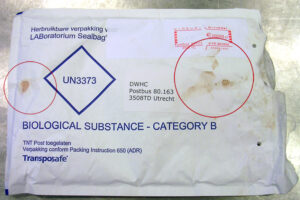 Herbruikbare verpakking v
LABoratorium Sealbag
UN3373
DWHC
Postbus 80.163
3508TD Utrecht
BIOLOGICAL SUBSTANCE - CATEGORY B
TNT Post toegelaten
Verpakking conform Packing Instruction 650 (ADR)
Transposafe